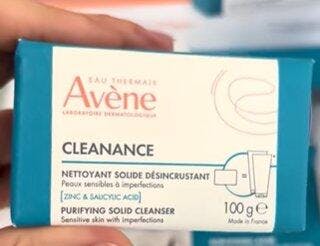 EAU THERMALE
Avène
LABORATOIRE DERMATOLOGIQUE
CLEANANCE
NETTOYANT SOLIDE DÉSINCRUSTANT
Peaux sensibles à imperfections
[ZINC & SALICYLIC ACID]
PURIFYING SOLID CLEANSER
Sensitive skin with imperfections
100 g ℮
Made in France